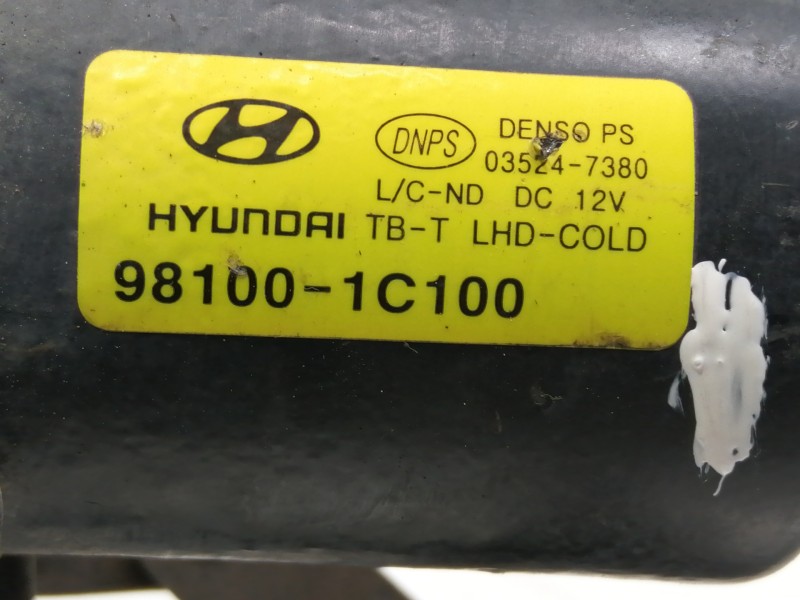 DNPS DENSO PS
03524-7380
L/C-ND DC 12V
HYUNDAI TB-T LHD-COLD
98100-1C100